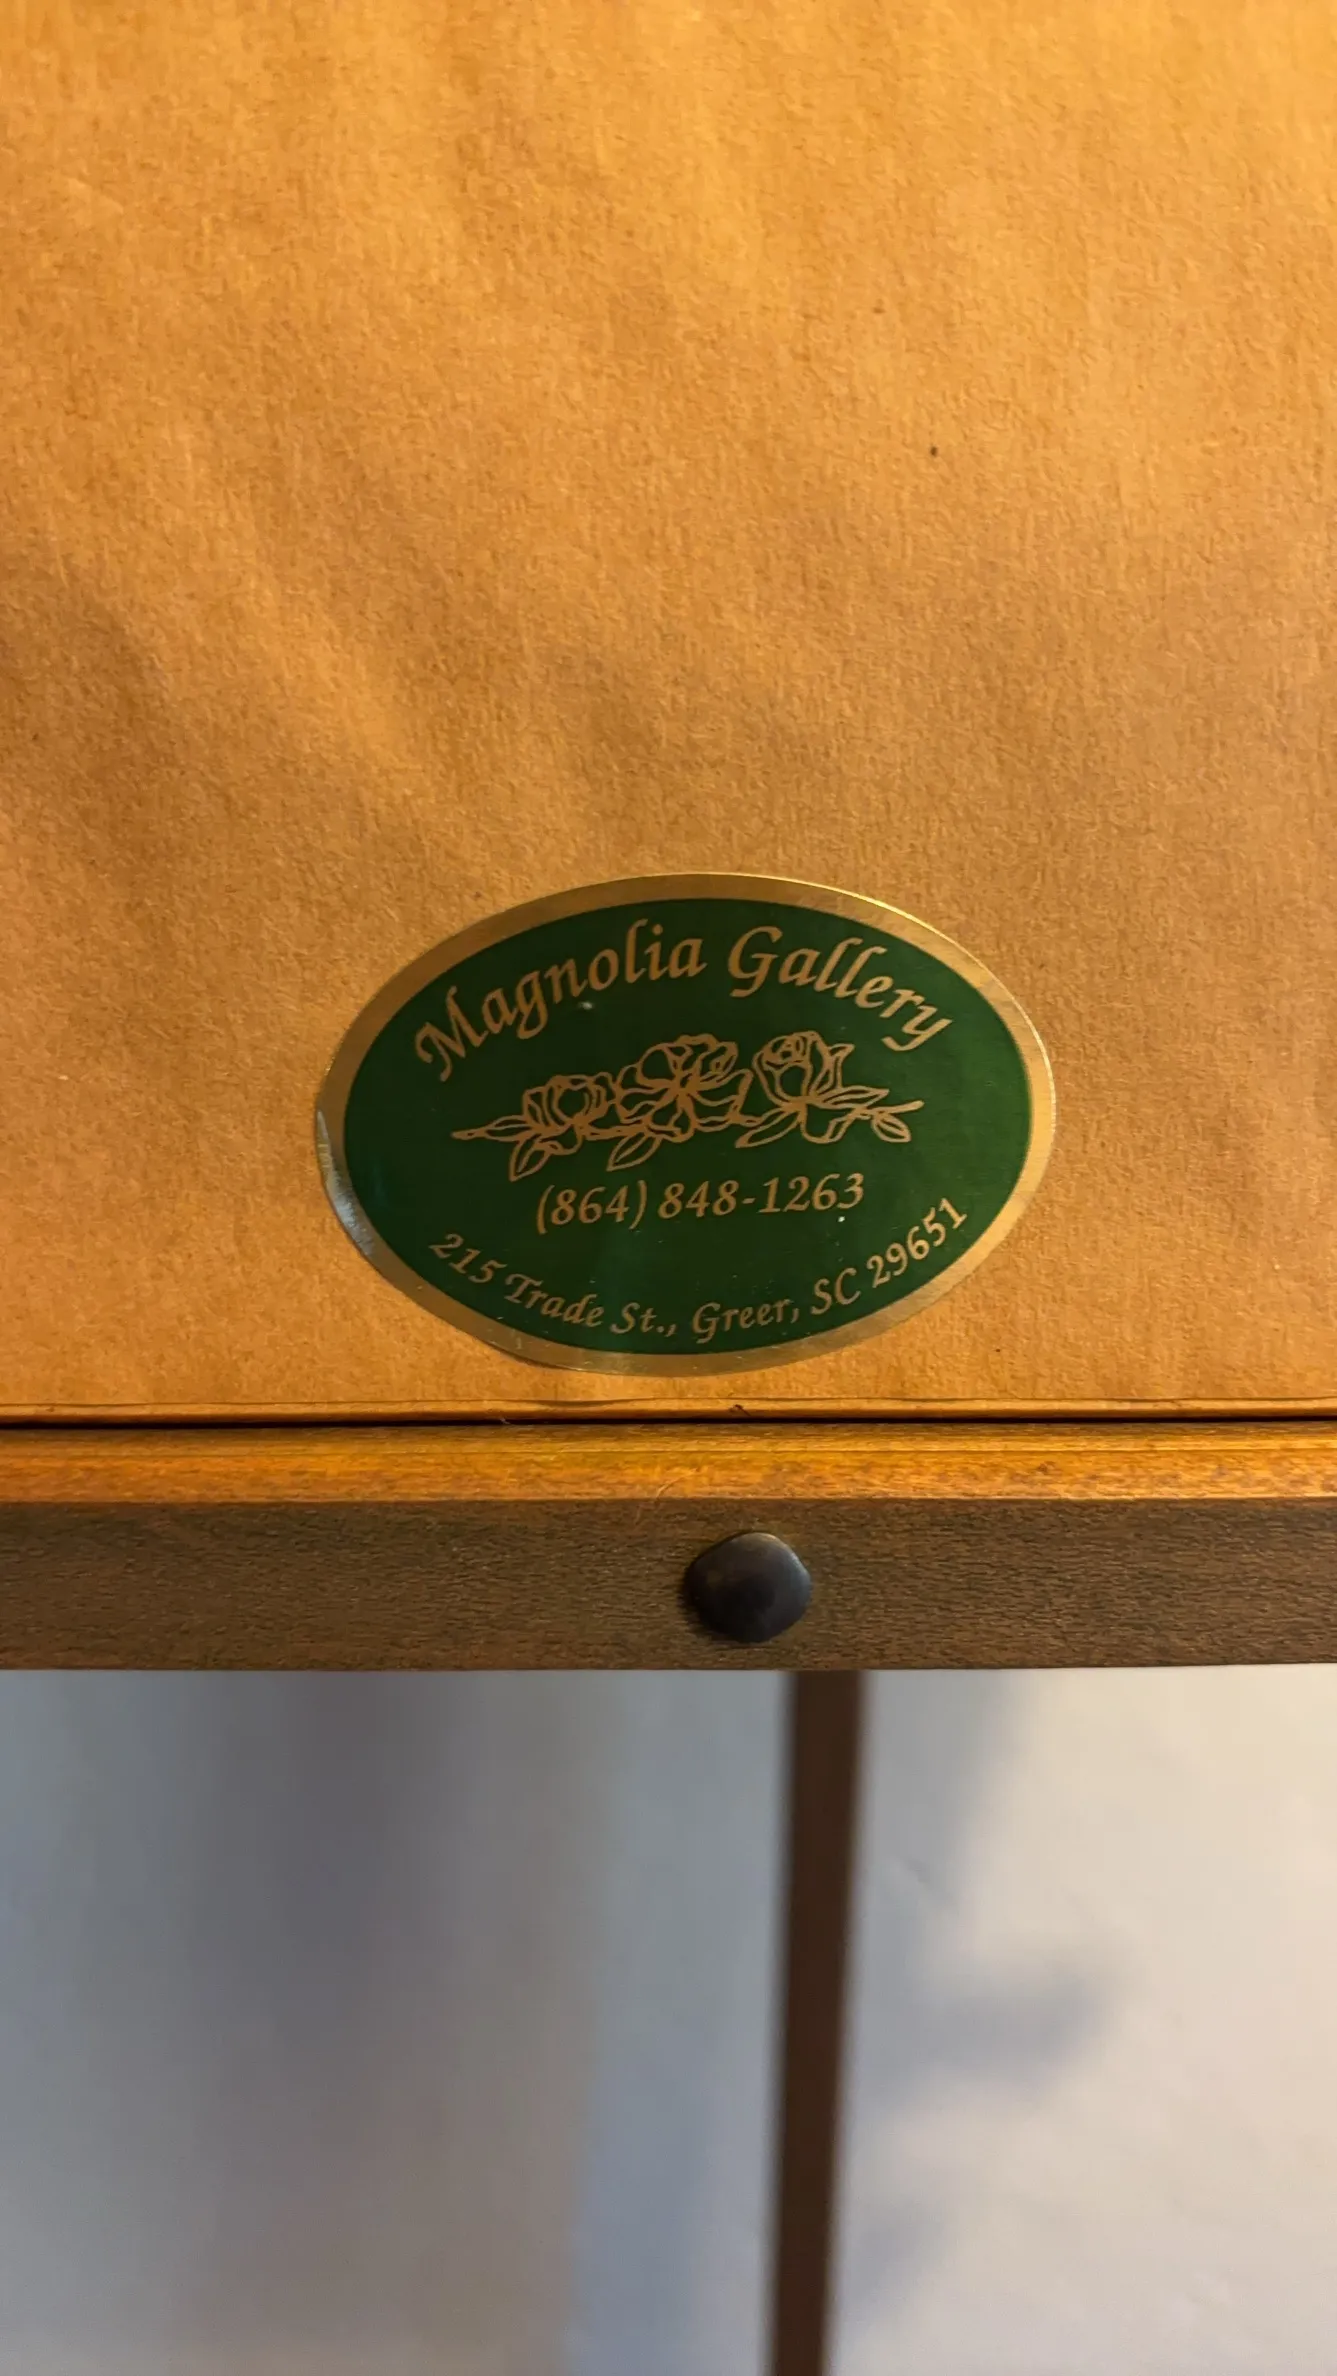 Magnolia Gallery
(864) 848-1263
215 Trade St., Greer, SC 29651